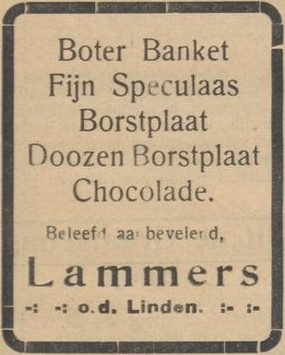 Boter Banket
Fijn Speculaas
Borstplaat
Doozen Borstplaat
Chocolade.
Beleefd aanbevelend,
Lammers
-: -: o.d. Linden. :- :-